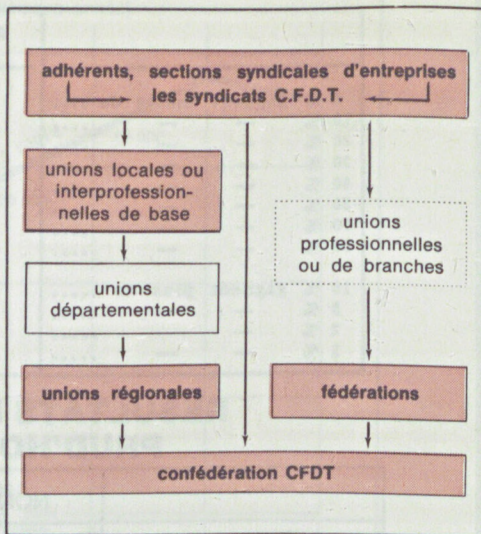 adhérents, sections syndicales d'entreprises
les syndicats C.F.D.T.
unions locales ou
interprofession-
nelles de base
unions
départementales
unions régionales
unions
professionnelles
ou de branches
fédérations
confédération CFDT